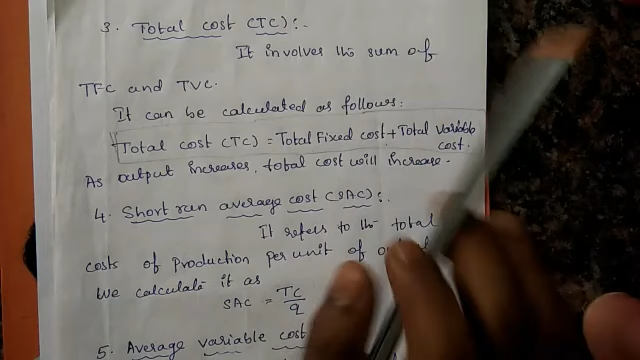 3. Total cost (TC):-
It involves the sum of
TFC and TVC.
It can be calculated as follows:
Total cost (TC) = Total Fixed cost + Total variable
cost.
As output increases, total cost will increase.
4. Short run average cost (SAC):-
It refers to the total
costs of production per unit of
We calculate it as
SAC = TC/q
5. Average variable cost